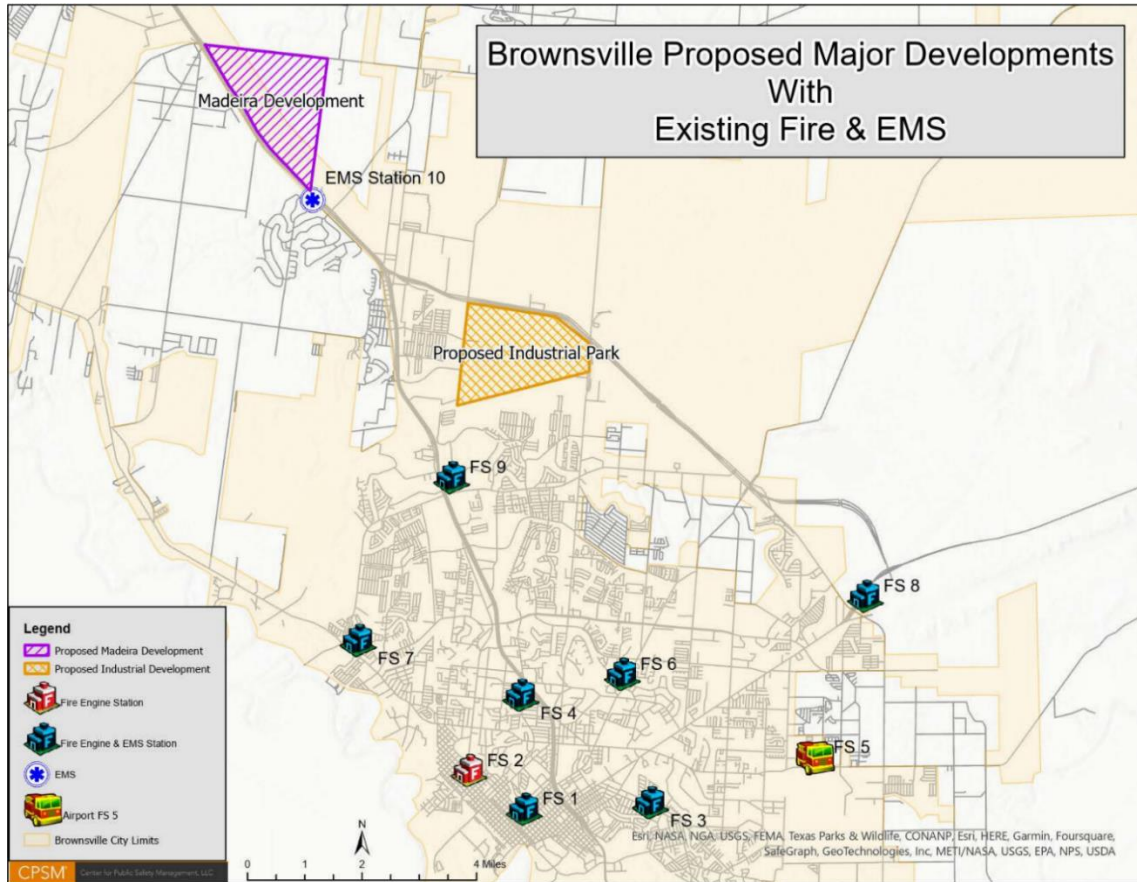 Brownsville Proposed Major Developments
With
Existing Fire & EMS
Madeira Development
EMS Station 10
Proposed Industrial Park
FS 9
FS 8
FS 7
FS 6
FS 4
FS 5
FS 2
FS 1
FS 3
Legend
Proposed Madeira Development
Proposed Industrial Development
Fire Engine Station
Fire Engine & EMS Station
EMS
Airport FS 5
Brownsville City Limits
CPSM® Center for Public Safety Management, LLC
N
0 1 2 4 Miles
Esri, NASA, NGA, USGS, FEMA, Texas Parks & Wildlife, CONANP, Esri, HERE, Garmin, Foursquare,
SafeGraph, GeoTechnologies, Inc, METI/NASA, USGS, EPA, NPS, USDA